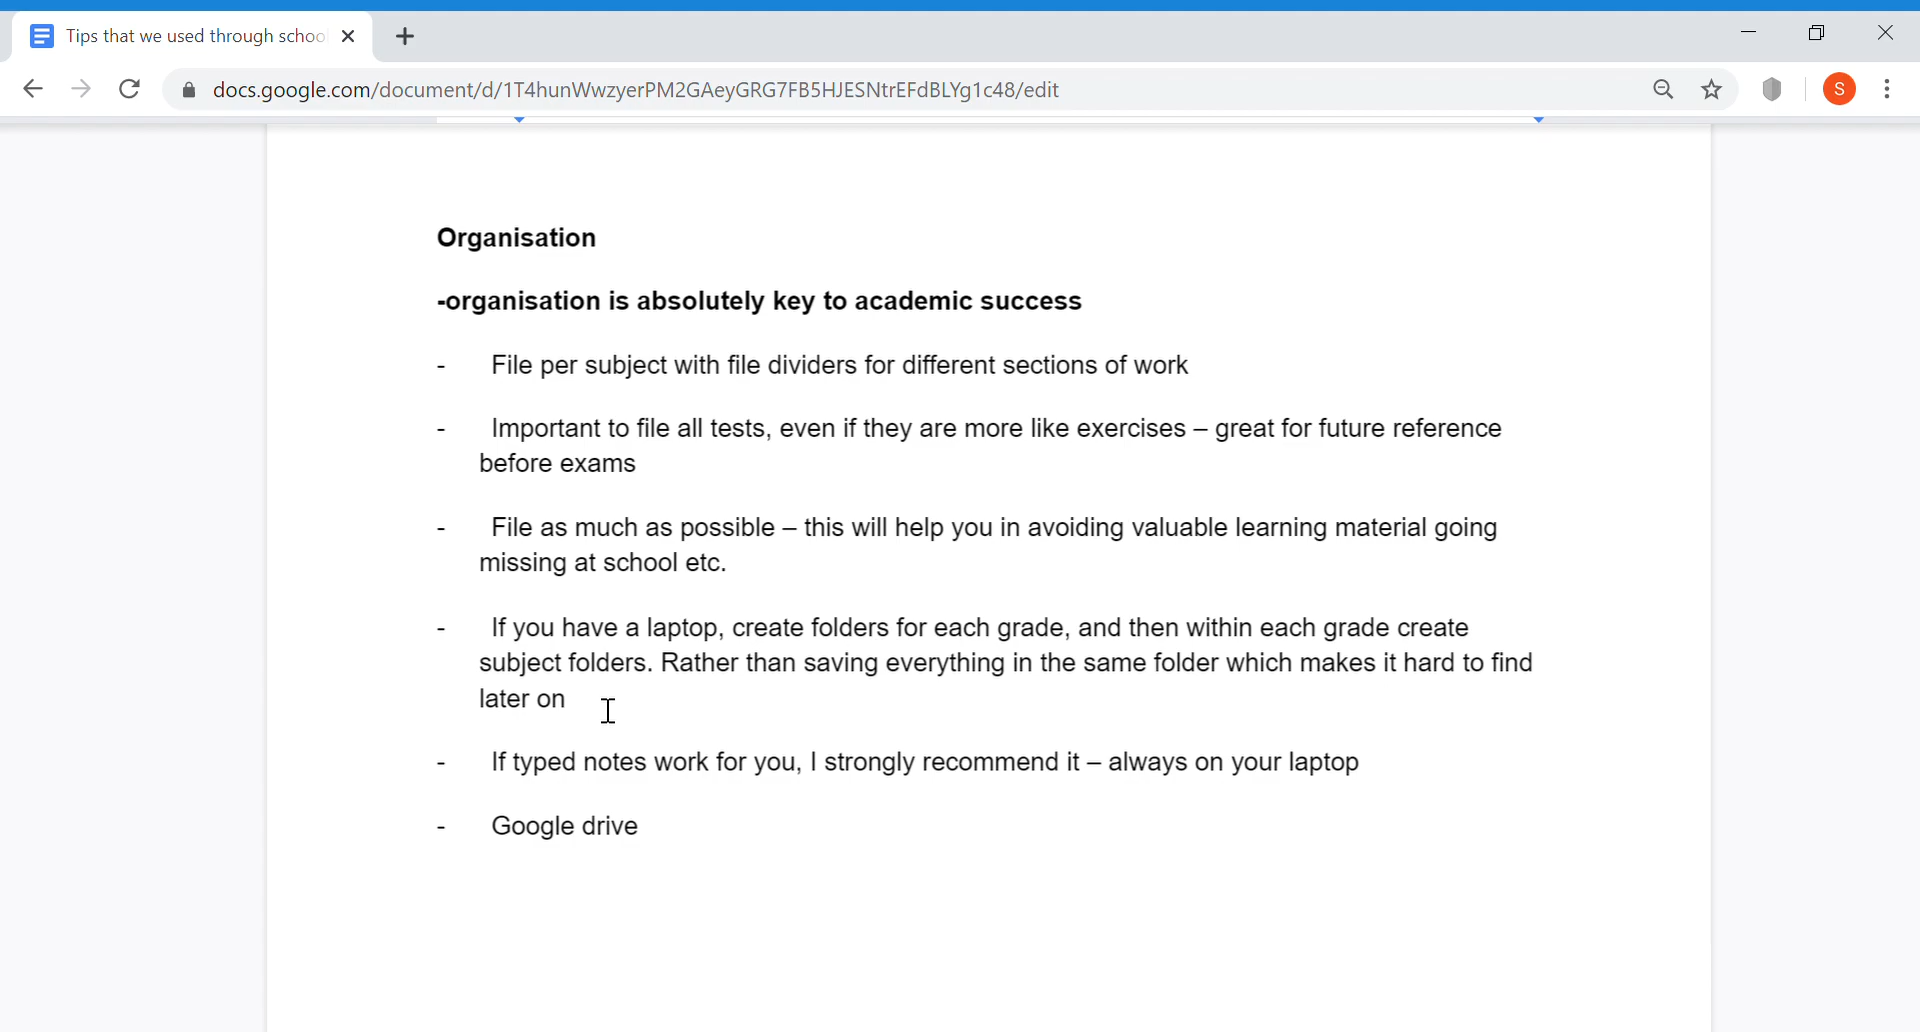 Tips that we used through schoo
docs.google.com/document/d/1T4hunWwzyerPM2GAeyGRG7FB5HJESNtrEFdBLYg1c48/edit
S
Organisation
-organisation is absolutely key to academic success
- File per subject with file dividers for different sections of work
- Important to file all tests, even if they are more like exercises – great for future reference
before exams
- File as much as possible – this will help you in avoiding valuable learning material going
missing at school etc.
- If you have a laptop, create folders for each grade, and then within each grade create
subject folders. Rather than saving everything in the same folder which makes it hard to find
later on
- If typed notes work for you, I strongly recommend it – always on your laptop
- Google drive